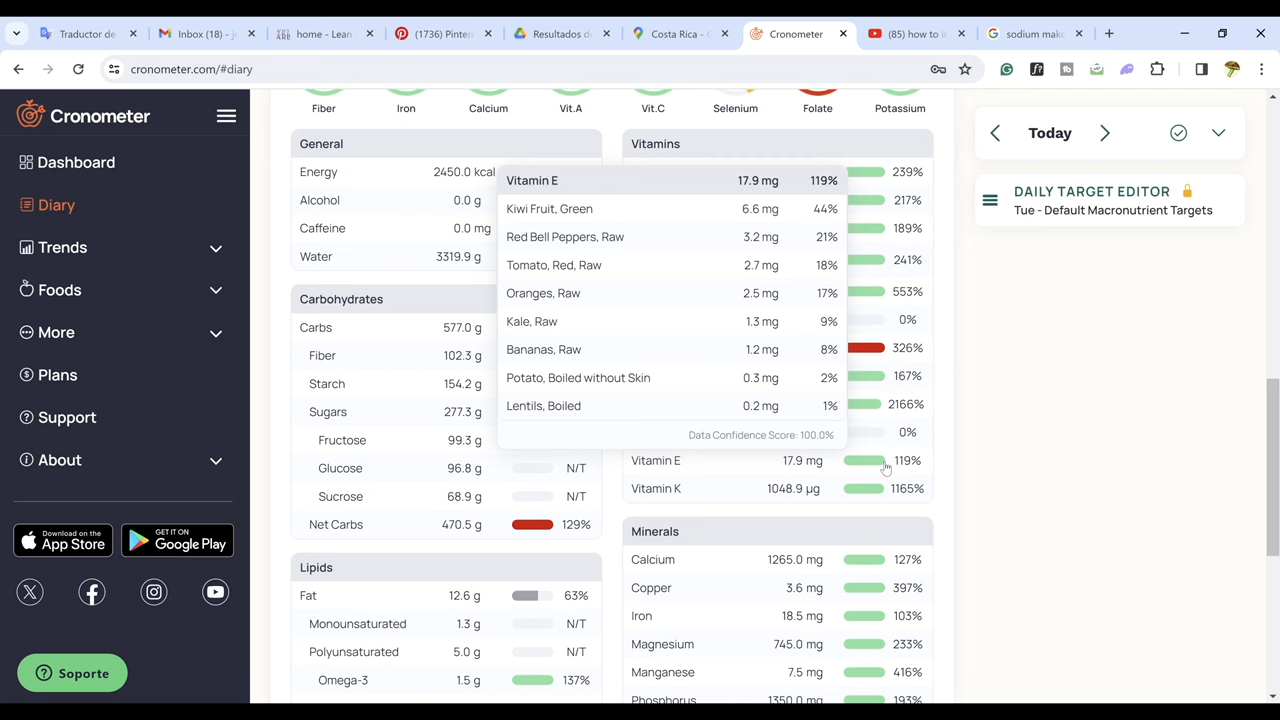 Traductor de
Inbox (18) - j
home - Lean
(1736) Pinter
Resultados de
Costa Rica - G
Cronometer
(85) how to i
sodium make
cronometer.com/#diary
Cronometer
Dashboard
Diary
Trends
Foods
More
Plans
Support
About
Download on the
App Store
GET IT ON
Google Play
Soporte
Fiber Iron Calcium Vit.A Vit.C Selenium Folate Potassium
General
Energy 2450.0 kcal
Alcohol 0.0 g
Caffeine 0.0 mg
Water 3319.9 g
Carbohydrates
Carbs 577.0 g
Fiber 102.3 g
Starch 154.2 g
Sugars 277.3 g
Fructose 99.3 g
Glucose 96.8 g N/T
Sucrose 68.9 g N/T
Net Carbs 470.5 g 129%
Lipids
Fat 12.6 g 63%
Monounsaturated 1.3 g N/T
Polyunsaturated 5.0 g N/T
Omega-3 1.5 g 137%
Vitamin E 17.9 mg 119%
Kiwi Fruit, Green 6.6 mg 44%
Red Bell Peppers, Raw 3.2 mg 21%
Tomato, Red, Raw 2.7 mg 18%
Oranges, Raw 2.5 mg 17%
Kale, Raw 1.3 mg 9%
Bananas, Raw 1.2 mg 8%
Potato, Boiled without Skin 0.3 mg 2%
Lentils, Boiled 0.2 mg 1%
Data Confidence Score: 100.0%
Vitamins
239%
217%
189%
241%
553%
0%
326%
167%
2166%
0%
Vitamin E 17.9 mg 119%
Vitamin K 1048.9 µg 1165%
Minerals
Calcium 1265.0 mg 127%
Copper 3.6 mg 397%
Iron 18.5 mg 103%
Magnesium 745.0 mg 233%
Manganese 7.5 mg 416%
Phosphorus 1350.0 mg 193%
Today
DAILY TARGET EDITOR
Tue - Default Macronutrient Targets